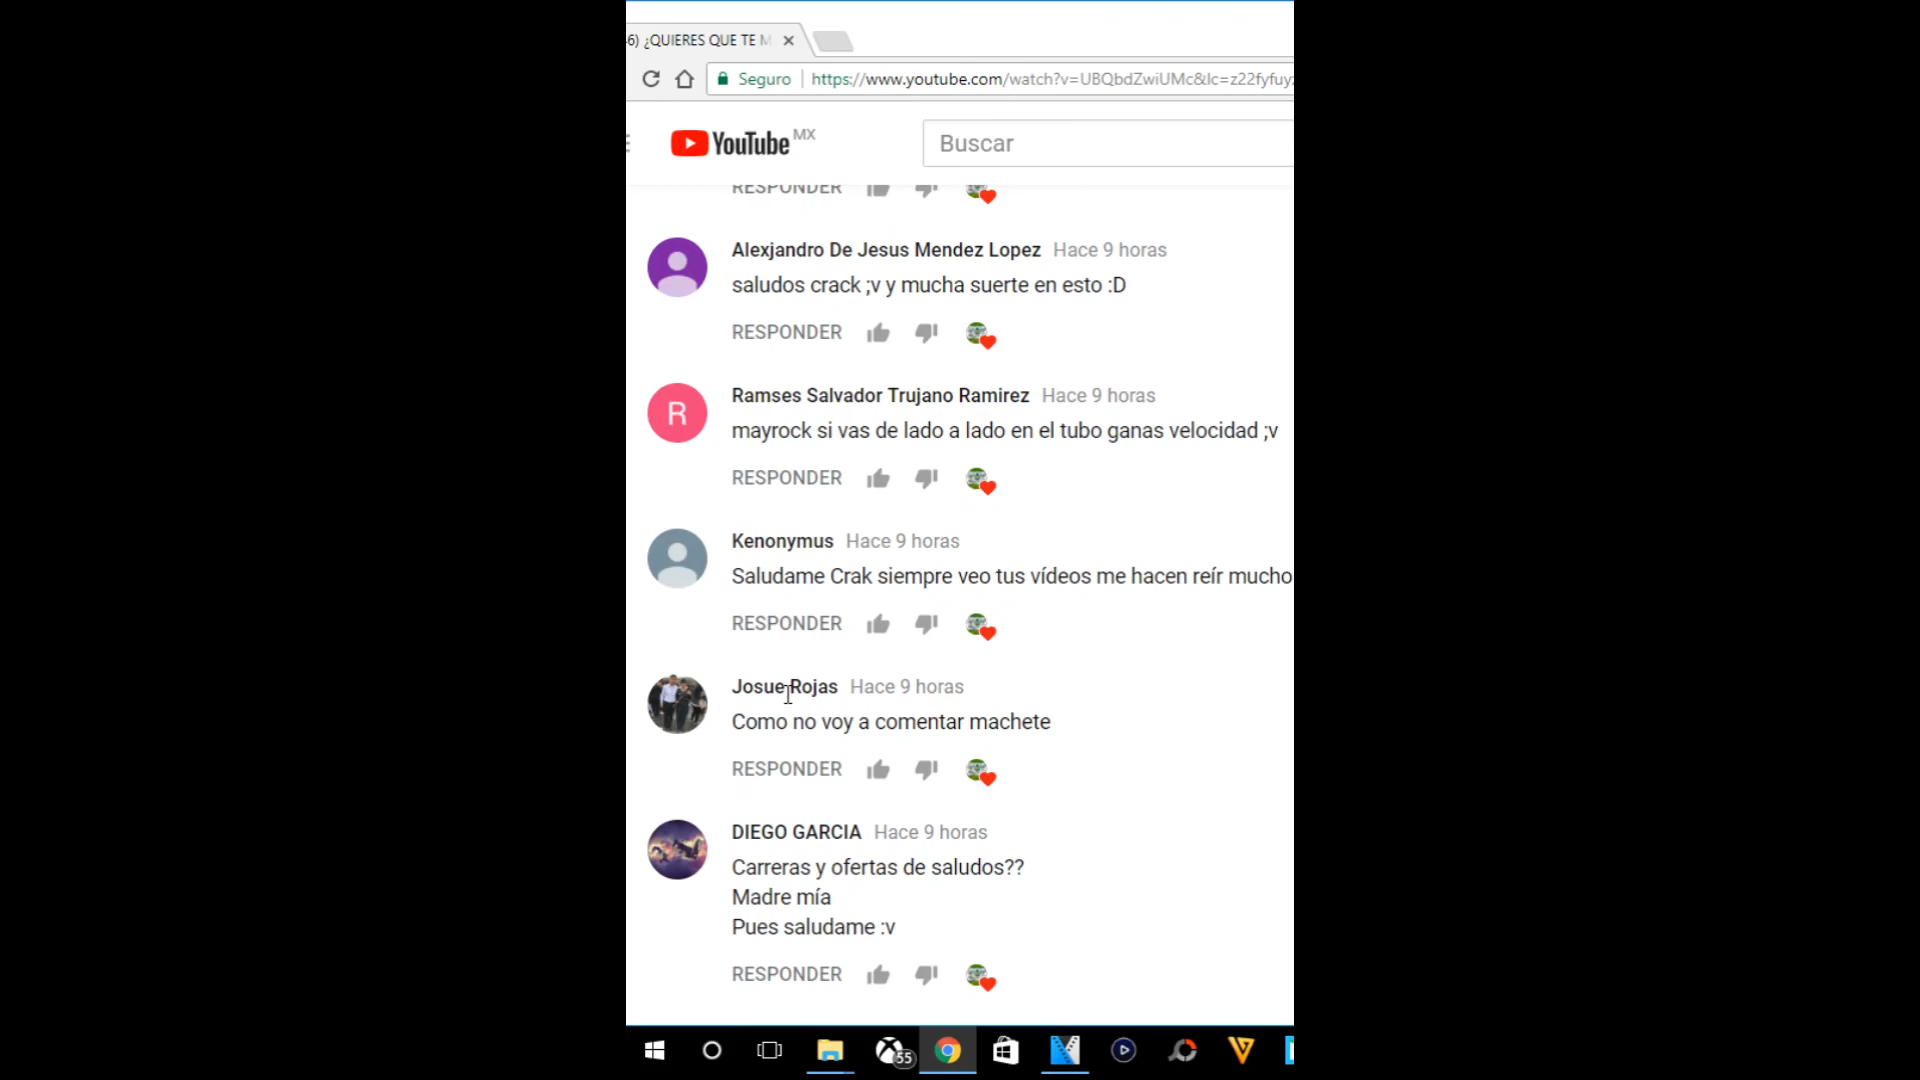 6) ¿QUIERES QUE TE M
Seguro https://www.youtube.com/watch?v=UBQbdZwiUMc&lc=z22fyfuy
YouTube MX
Buscar
RESPONDER
Alexjandro De Jesus Mendez Lopez Hace 9 horas
saludos crack ;v y mucha suerte en esto :D
RESPONDER
R
Ramses Salvador Trujano Ramirez Hace 9 horas
mayrock si vas de lado a lado en el tubo ganas velocidad ;v
RESPONDER
Kenonymus Hace 9 horas
Saludame Crak siempre veo tus vídeos me hacen reír mucho
RESPONDER
Josue Rojas Hace 9 horas
Como no voy a comentar machete
RESPONDER
DIEGO GARCIA Hace 9 horas
Carreras y ofertas de saludos??
Madre mía
Pues saludame :v
RESPONDER
55